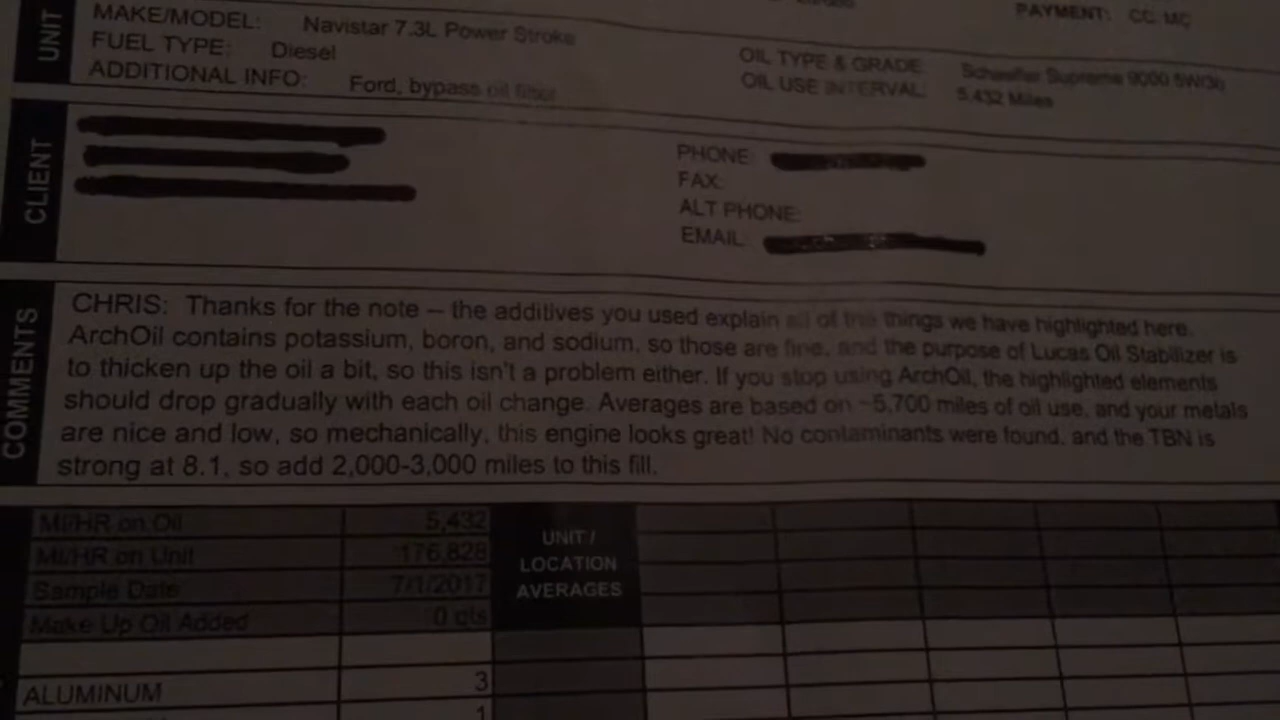 PAYMENT: CC: MC
UNIT
MAKE/MODEL: Navistar 7.3L Power Stroke
FUEL TYPE: Diesel
ADDITIONAL INFO: Ford, bypass oil filter
OIL TYPE & GRADE: Schaeffer Supreme 9000 5W/30
OIL USE INTERVAL: 5,432 Miles
CLIENT
PHONE:
FAX:
ALT PHONE:
EMAIL:
COMMENTS
CHRIS: Thanks for the note – the additives you used explain all of the things we have highlighted here.
ArchOil contains potassium, boron, and sodium, so those are fine, and the purpose of Lucas Oil Stabilizer is
to thicken up the oil a bit, so this isn't a problem either. If you stop using ArchOil, the highlighted elements
should drop gradually with each oil change. Averages are based on ~5,700 miles of oil use, and your metals
are nice and low, so mechanically, this engine looks great! No contaminants were found, and the TBN is
strong at 8.1, so add 2,000-3,000 miles to this fill.
MI/HR on Oil 5,432
MI/HR on Unit 176,828
Sample Date 7/1/2017
Make Up Oil Added 0 qts
UNIT /
LOCATION
AVERAGES
ALUMINUM 3
1